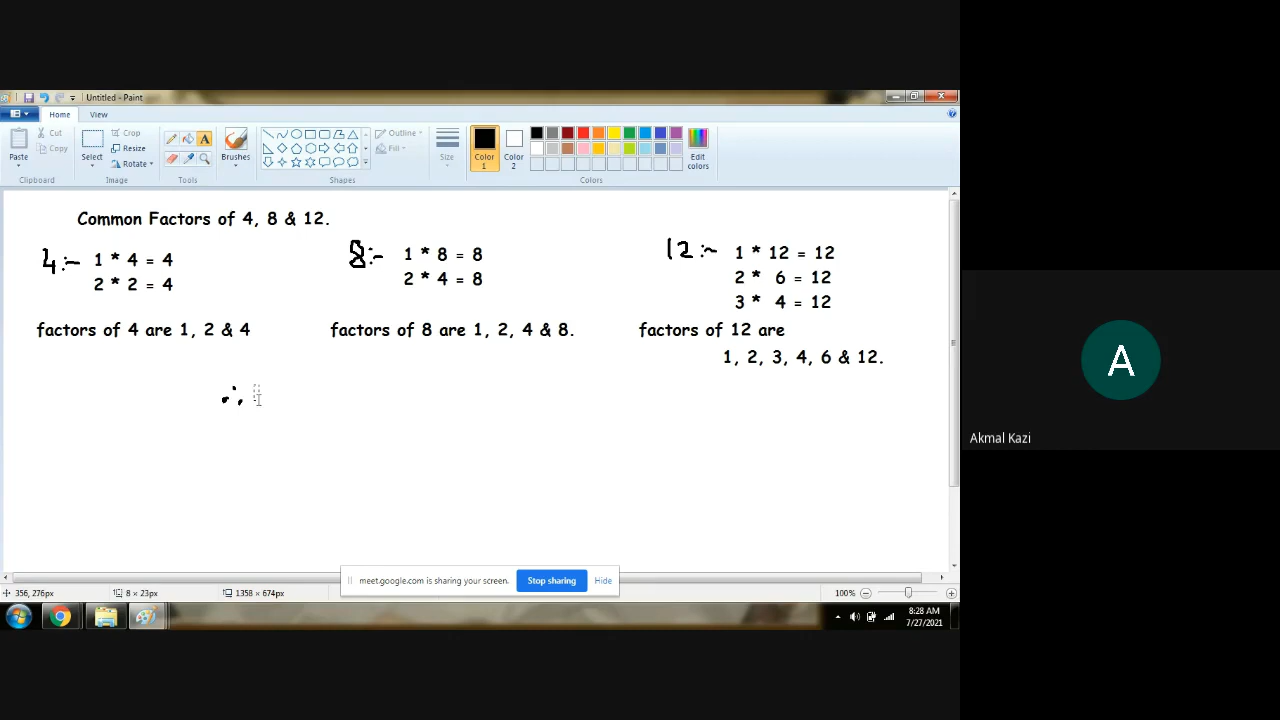 Untitled - Paint
Home View
Paste
Cut
Copy
Clipboard
Select
Crop
Resize
Rotate
Image
Tools
Brushes
Shapes
Outline
Fill
Size
Color 1
Color 2
Edit colors
Colors
Common Factors of 4, 8 & 12.
4:- 1 * 4 = 4
2 * 2 = 4
factors of 4 are 1, 2 & 4
8:- 1 * 8 = 8
2 * 4 = 8
factors of 8 are 1, 2, 4 & 8.
12:- 1 * 12 = 12
2 * 6 = 12
3 * 4 = 12
factors of 12 are
1, 2, 3, 4, 6 & 12.
∴
A
Akmal Kazi
meet.google.com is sharing your screen. Stop sharing Hide
356, 276px 8 × 23px 1358 × 674px 100%
8:28 AM
7/27/2021